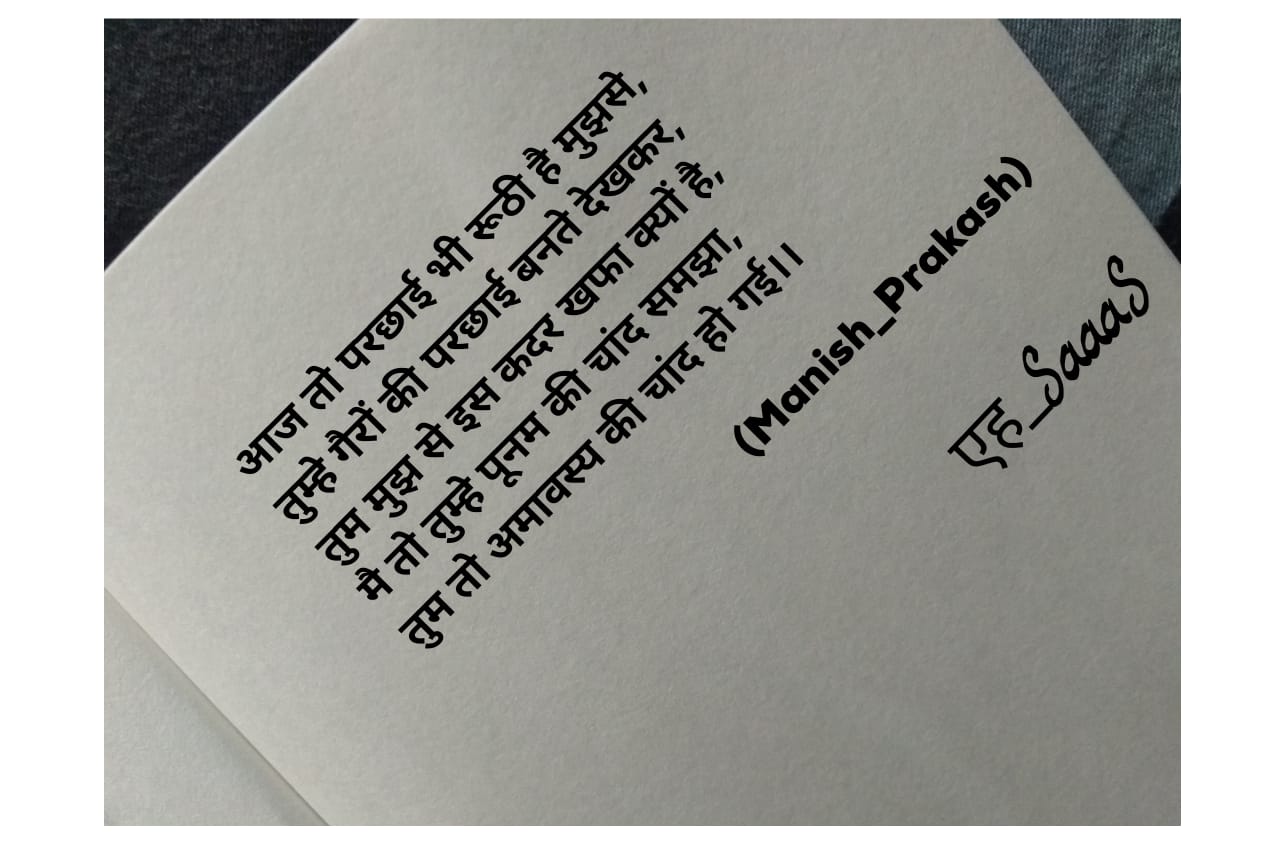 आज तो परछाई भी रूठी है मुझसे,
तुम्हे गैरों की परछाई बनते देखकर,
तुम मुझ से इस कदर खफा क्यों है,
मै तो तुम्हे पूनम की चांद समझा,
तुम तो अमावस्य की चांद हो गई।।
(Manish_Prakash)
एह_SaaaS